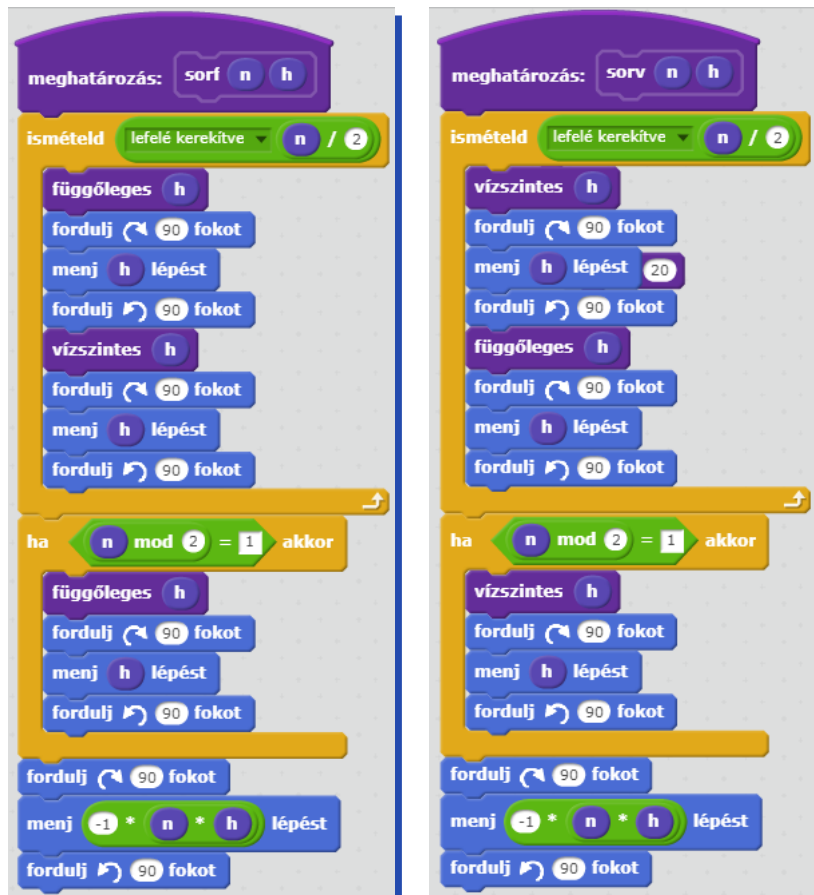 meghatározás: sorf n h
ismételd lefelé kerekítve n / 2
függőleges h
fordulj 90 fokot
menj h lépést
fordulj 90 fokot
vízszintes h
fordulj 90 fokot
menj h lépést
fordulj 90 fokot
ha n mod 2 = 1 akkor
függőleges h
fordulj 90 fokot
menj h lépést
fordulj 90 fokot
fordulj 90 fokot
menj -1 * n * h lépést
fordulj 90 fokot
meghatározás: sorv n h
ismételd lefelé kerekítve n / 2
vízszintes h
fordulj 90 fokot
menj h lépést 20
fordulj 90 fokot
függőleges h
fordulj 90 fokot
menj h lépést
fordulj 90 fokot
ha n mod 2 = 1 akkor
vízszintes h
fordulj 90 fokot
menj h lépést
fordulj 90 fokot
fordulj 90 fokot
menj -1 * n * h lépést
fordulj 90 fokot